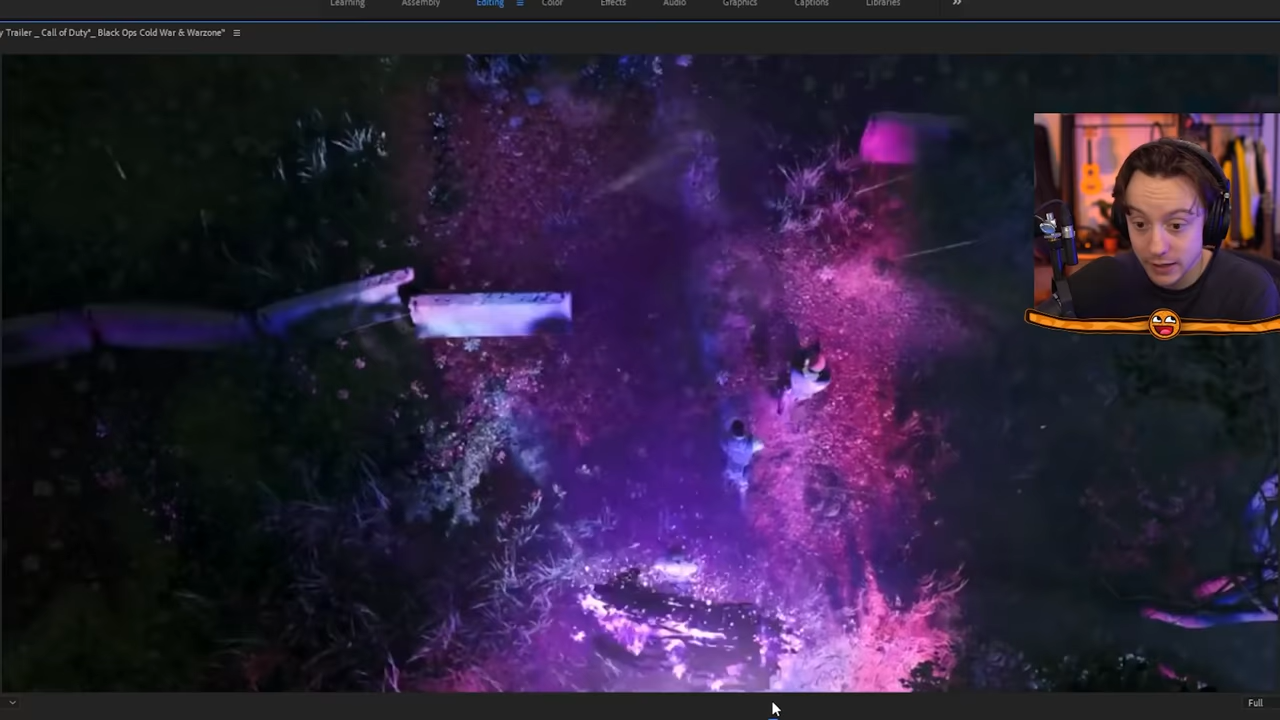 Learning Assembly Editing Color Effects Audio Graphics Captions Libraries
y Trailer _ Call of Duty®_ Black Ops Cold War & Warzone"
Full